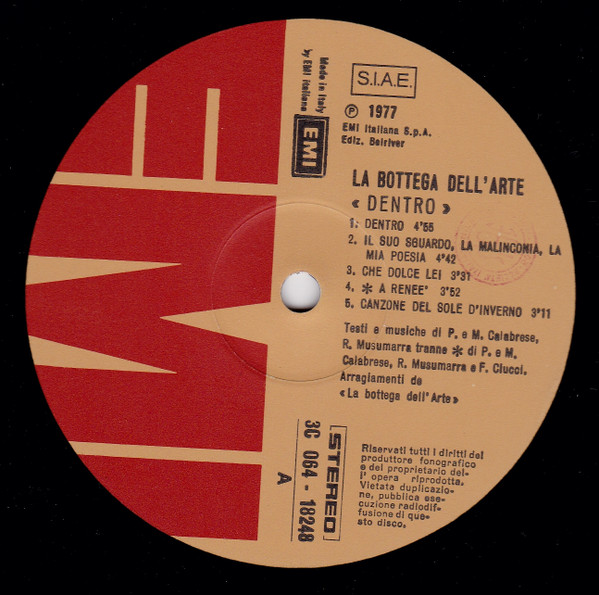 EMI
Made in Italy
by EMI italiana
EMI
S.I.A.E.
Ⓟ 1977
EMI Italiana S.p.A.
Ediz. Belriver
LA BOTTEGA DELL'ARTE
« DENTRO »
1. DENTRO 4'55
2. IL SUO SGUARDO, LA MALINCONIA, LA
MIA POESIA 4'42
3. CHE DOLCE LEI 3'31
4. * A RENEE' 3'52
5. CANZONE DEL SOLE D'INVERNO 3'11
Testi e musiche di P. e M. Calabrese,
R. Musumarra tranne * di P. e M.
Calabrese, R. Musumarra e F. Ciucci.
Arragiamenti de
«La bottega dell'Arte»
STEREO
3C 064 - 18248
A
Riservati tutti i diritti del
produttore fonografico
e del proprietario del-
l' opera riprodotta.
Vietata duplicazio-
ne, pubblica ese-
cuzione radiodif-
fusione di que-
sto disco.